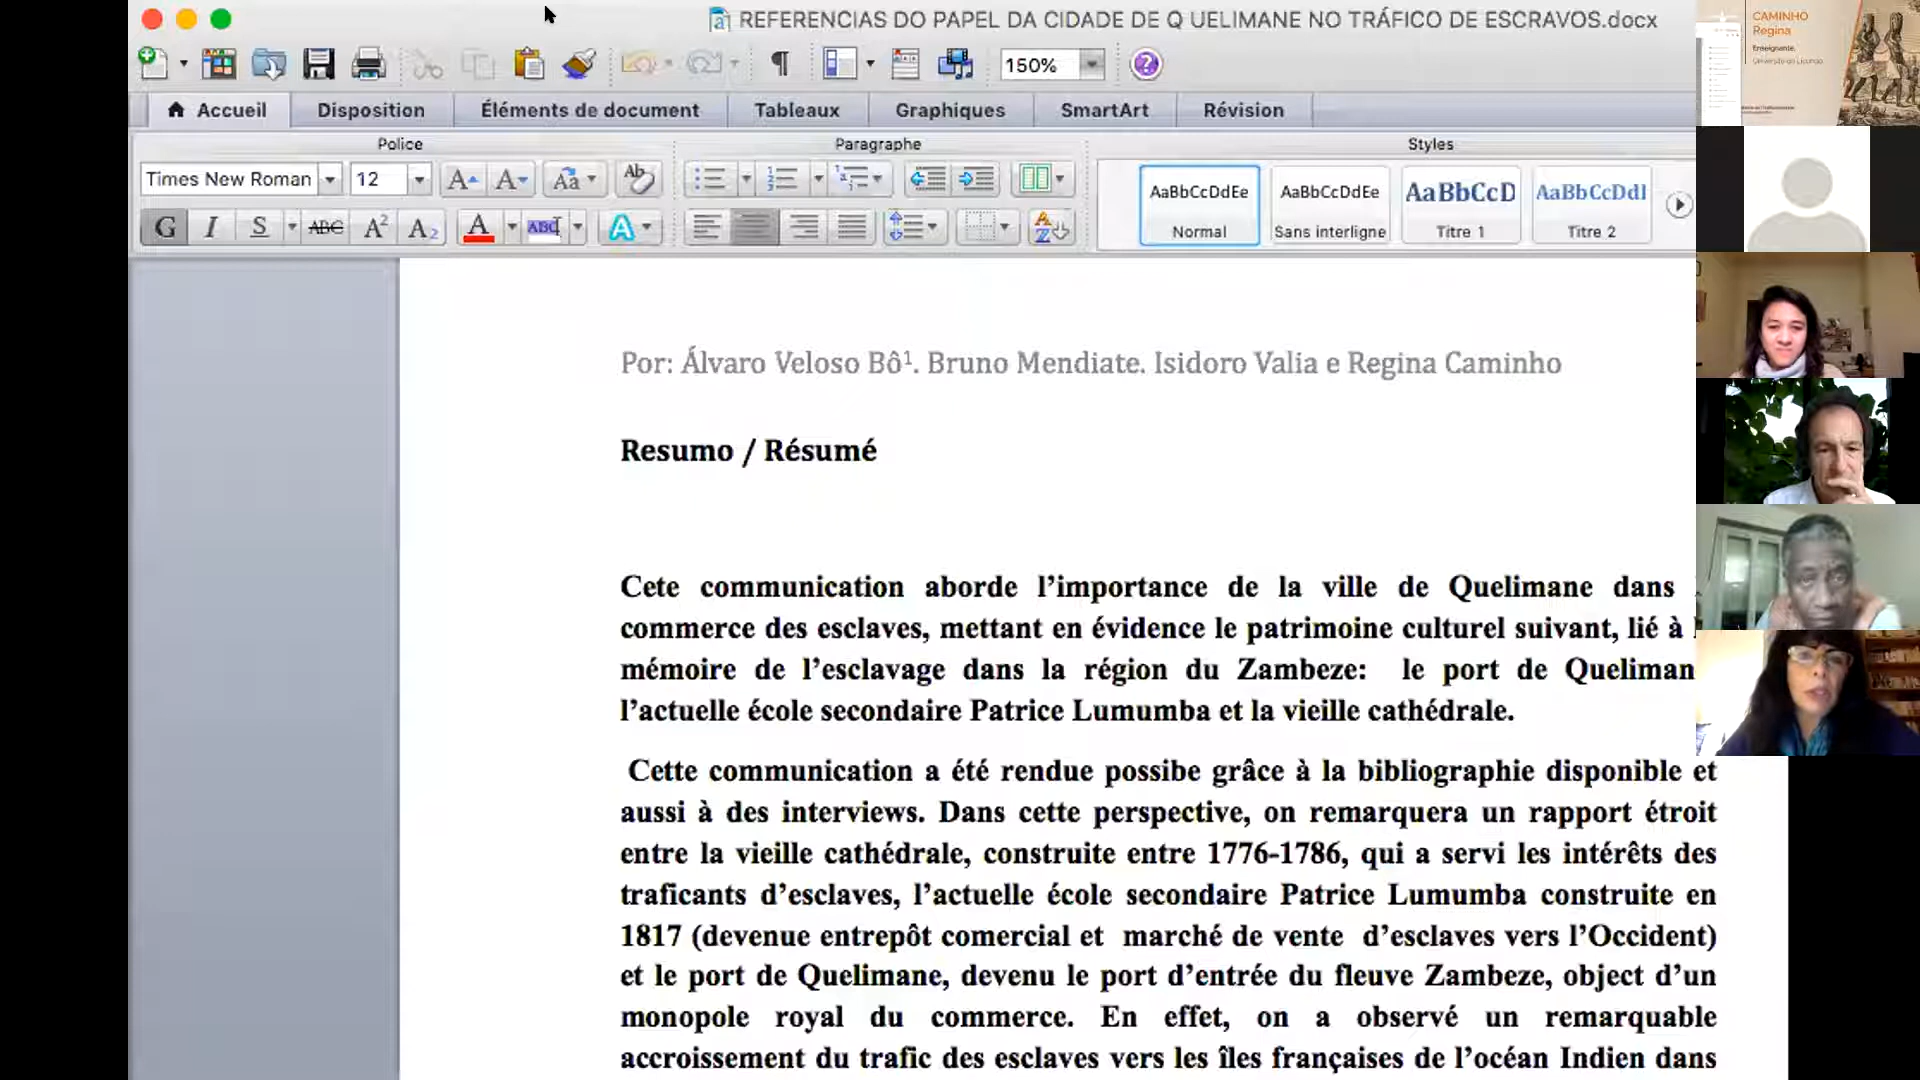 REFERENCIAS DO PAPEL DA CIDADE DE Q UELIMANE NO TRÁFICO DE ESCRAVOS.docx
150%
Accueil Disposition Éléments de document Tableaux Graphiques SmartArt Révision
Police Paragraphe Styles
Times New Roman 12
AaBbCcDdEe AaBbCcDdEe AaBbCcD AaBbCcDdI
Normal Sans interligne Titre 1 Titre 2
CAMINHO
Regina
Enseignante,
Por: Álvaro Veloso Bô¹. Bruno Mendiate. Isidoro Valia e Regina Caminho
Resumo / Résumé
Cete communication aborde l’importance de la ville de Quelimane dans
commerce des esclaves, mettant en évidence le patrimoine culturel suivant, lié à
mémoire de l’esclavage dans la région du Zambeze: le port de Queliman
l’actuelle école secondaire Patrice Lumumba et la vieille cathédrale.
Cette communication a été rendue possibe grâce à la bibliographie disponible et
aussi à des interviews. Dans cette perspective, on remarquera un rapport étroit
entre la vieille cathédrale, construite entre 1776-1786, qui a servi les intérêts des
traficants d’esclaves, l’actuelle école secondaire Patrice Lumumba construite en
1817 (devenue entrepôt comercial et marché de vente d’esclaves vers l’Occident)
et le port de Quelimane, devenu le port d’entrée du fleuve Zambeze, object d’un
monopole royal du commerce. En effet, on a observé un remarquable
accroissement du trafic des esclaves vers les îles françaises de l’océan Indien dans